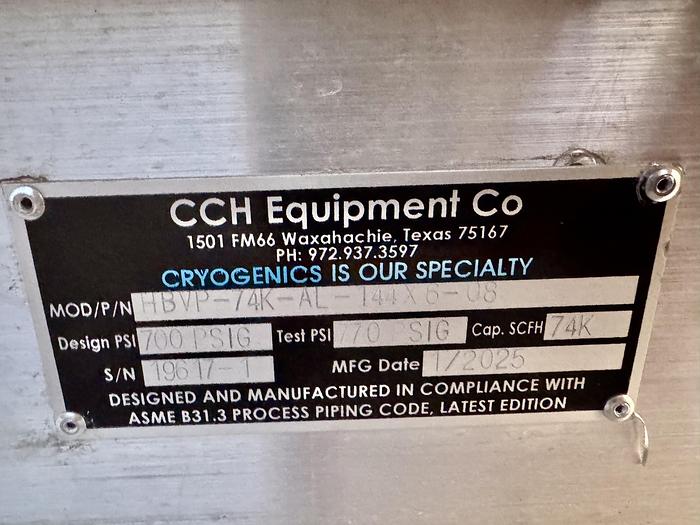 CCH Equipment Co
1501 FM66 Waxahachie, Texas 75167
PH: 972.937.3597
CRYOGENICS IS OUR SPECIALTY
MOD/P/N HBVP-74K-AL-144X6-08
Design PSI 700 PSIG Test PSI 770 PSIG Cap. SCFH 74K
S/N 19617-1 MFG Date 1/2025
DESIGNED AND MANUFACTURED IN COMPLIANCE WITH
ASME B31.3 PROCESS PIPING CODE, LATEST EDITION